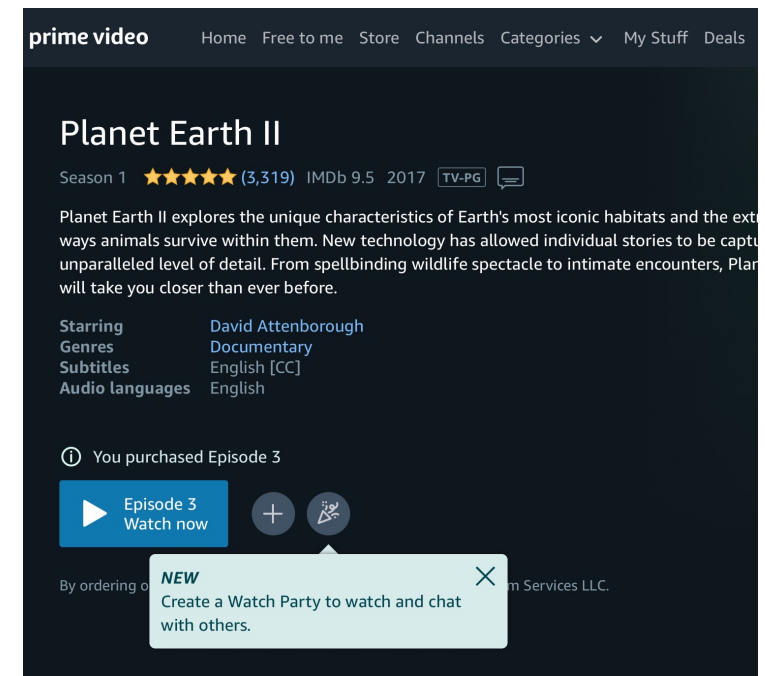 prime video Home Free to me Store Channels Categories My Stuff Deals
Planet Earth II
Season 1 (3,319) IMDb 9.5 2017 TV-PG
Planet Earth II explores the unique characteristics of Earth's most iconic habitats and the
ways animals survive within them. New technology has allowed individual stories to be
unparalleled level of detail. From spellbinding wildlife spectacle to intimate encounters,
will take you closer than ever before.
Starring David Attenborough
Genres Documentary
Subtitles English [CC]
Audio languages English
You purchased Episode 3
Episode 3
Watch now
NEW
Create a Watch Party to watch and chat
with others.
By ordering Services LLC.